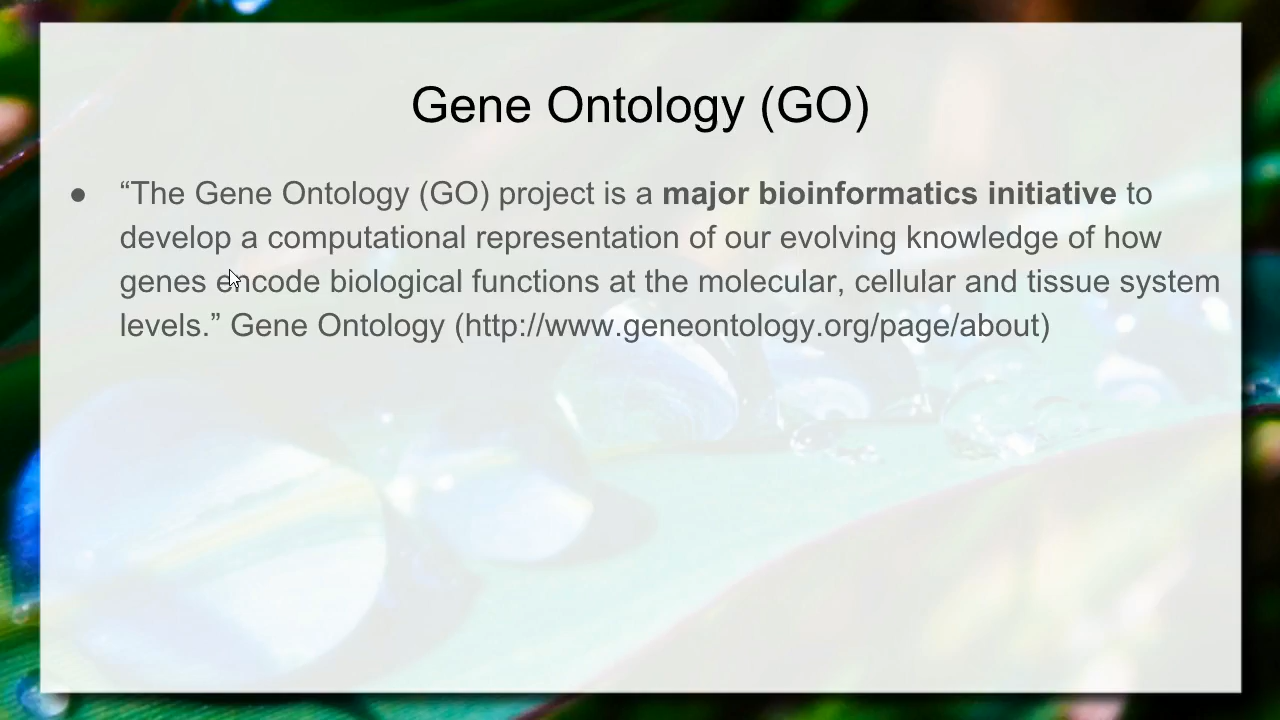 Gene Ontology (GO)
● “The Gene Ontology (GO) project is a major bioinformatics initiative to
develop a computational representation of our evolving knowledge of how
genes encode biological functions at the molecular, cellular and tissue system
levels.” Gene Ontology (http://www.geneontology.org/page/about)